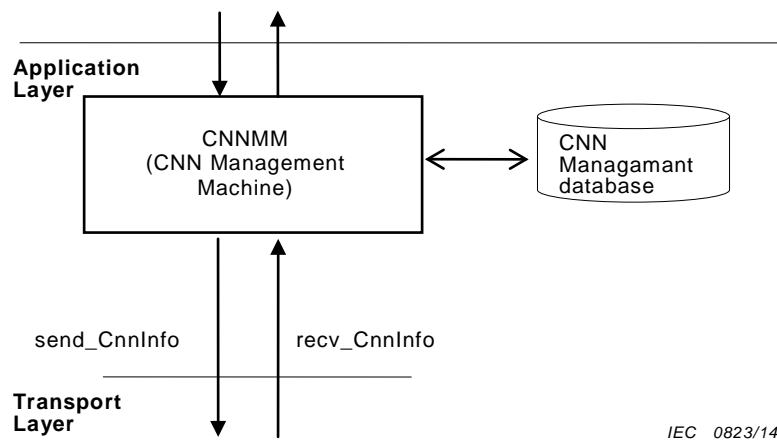 Application
Layer
CNNMM
(CNN Management
Machine)
CNN
Managamant
database
send_CnnInfo
recv_CnnInfo
Transport
Layer
IEC 0823/14